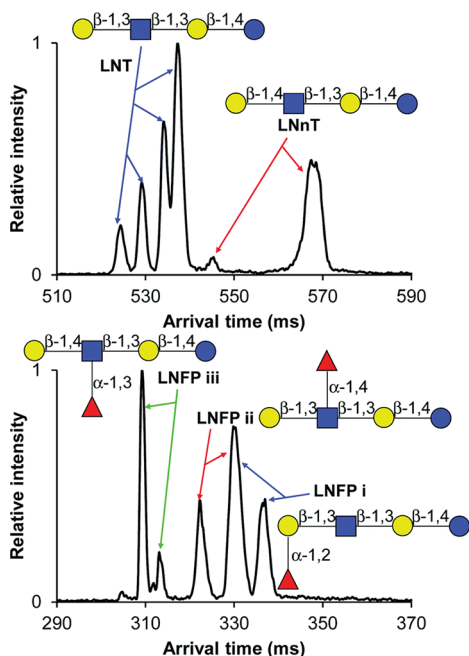 β-1,3 β-1,3 β-1,4
LNT
β-1,4 β-1,3 β-1,4
LNnT
1
Relative intensity
0
510 530 550 570 590
Arrival time (ms)
β-1,4 β-1,3 β-1,4
α-1,3
LNFP iii
α-1,4
LNFP ii
β-1,3 β-1,3 β-1,4
LNFP i
β-1,3 β-1,3 β-1,4
α-1,2
1
Relative intensity
0
290 310 330 350 370
Arrival time (ms)